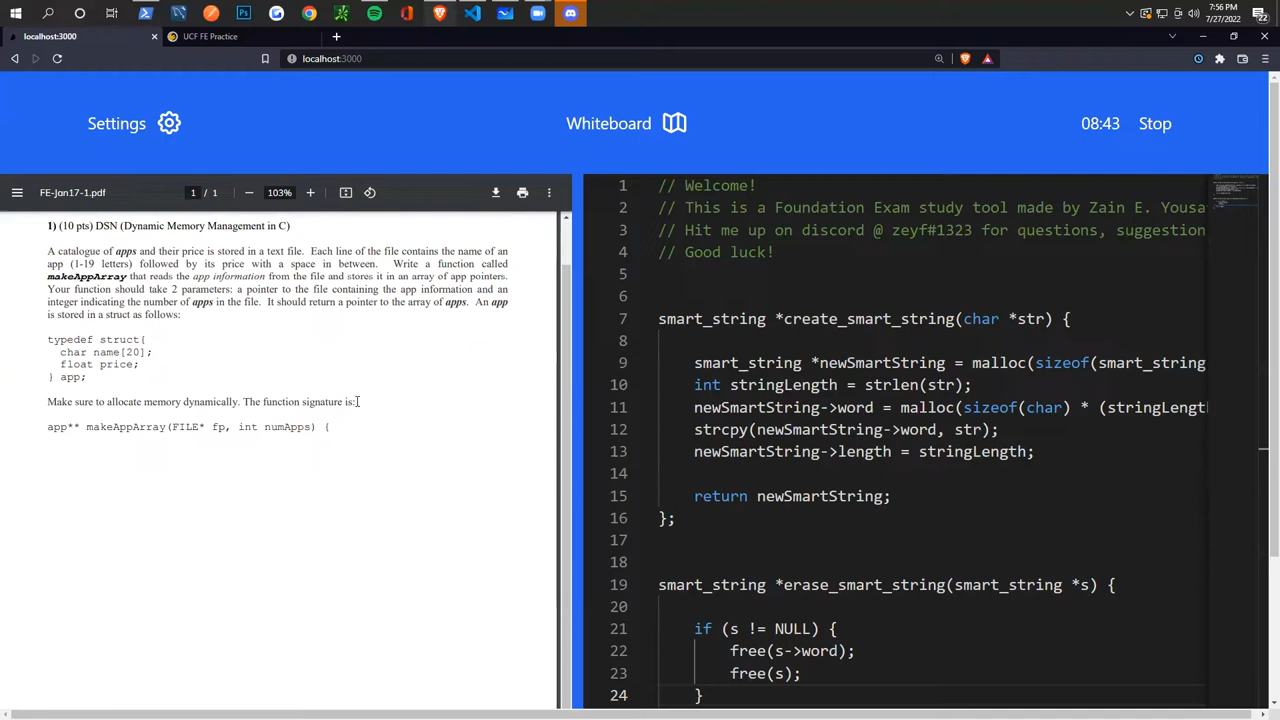 7:56 PM
7/27/2022
22
localhost:3000
UCF FE Practice
localhost:3000
Settings
Whiteboard
08:43
Stop
FE-Jan17-1.pdf
1 / 1
103%
1) (10 pts) DSN (Dynamic Memory Management in C)
A catalogue of apps and their price is stored in a text file. Each line of the file contains the name of an
app (1-19 letters) followed by its price with a space in between. Write a function called
makeAppArray that reads the app information from the file and stores it in an array of app pointers.
Your function should take 2 parameters: a pointer to the file containing the app information and an
integer indicating the number of apps in the file. It should return a pointer to the array of apps. An app
is stored in a struct as follows:
typedef struct{
char name[20];
float price;
} app;
Make sure to allocate memory dynamically. The function signature is:
app** makeAppArray(FILE* fp, int numApps) {
1 // Welcome!
2 // This is a Foundation Exam study tool made by Zain E. Yousa
3 // Hit me up on discord @ zeyf#1323 for questions, suggestion
4 // Good luck!
5
6
7 smart_string *create_smart_string(char *str) {
8
9 smart_string *newSmartString = malloc(sizeof(smart_string
10 int stringLength = strlen(str);
11 newSmartString->word = malloc(sizeof(char) * (stringLength
12 strcpy(newSmartString->word, str);
13 newSmartString->length = stringLength;
14
15 return newSmartString;
16 };
17
18
19 smart_string *erase_smart_string(smart_string *s) {
20
21 if (s != NULL) {
22 free(s->word);
23 free(s);
24 }